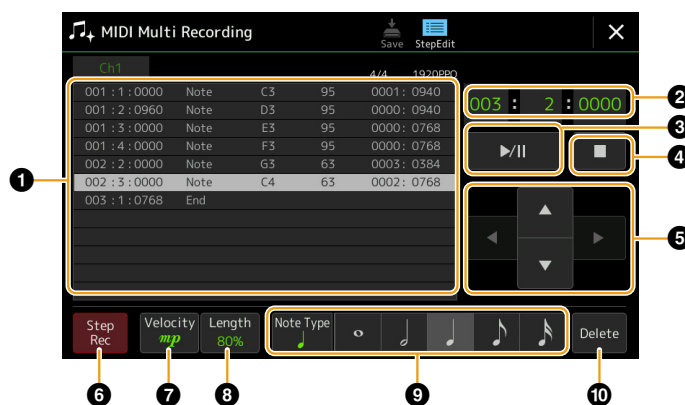 MIDI Multi Recording
Save StepEdit
Ch1 4/4 1920PPQ
001 : 1 : 0000 Note C3 95 0001 : 0940
001 : 2 : 0960 Note D3 95 0000 : 0940
001 : 3 : 0000 Note E3 95 0000 : 0768
001 : 4 : 0000 Note F3 95 0000 : 0768
002 : 2 : 0000 Note G3 63 0003 : 0384
002 : 3 : 0000 Note C4 63 0002 : 0768
003 : 1 : 0768 End
003 : 2 : 0000
Step Rec
Velocity mp
Length 80%
Note Type
Delete
1
2
3
4
5
6
7
8
9
10